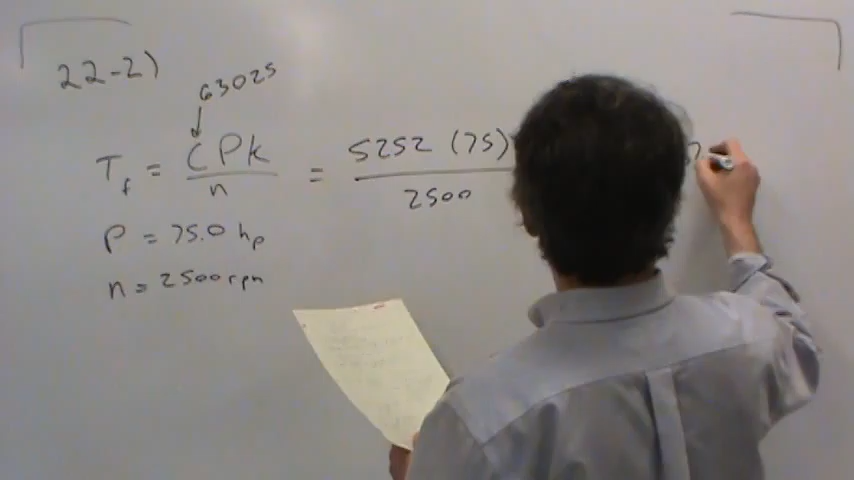 22-2)
63025
T_f = CPk / n = 5252 (75) / 2500
P = 75.0 hp
n = 2500 rpm